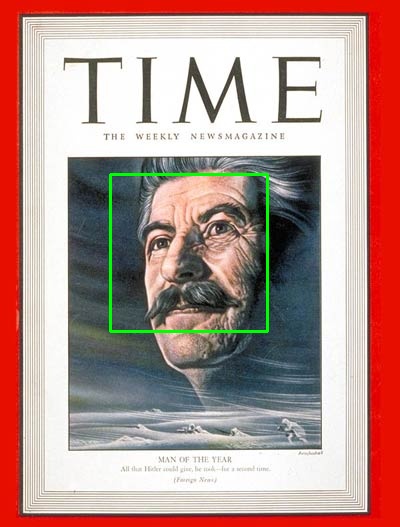 TIME
THE WEEKLY NEWSMAGAZINE
MAN OF THE YEAR
All that Hitler could give, he took—for a second time.
(Foreign News)